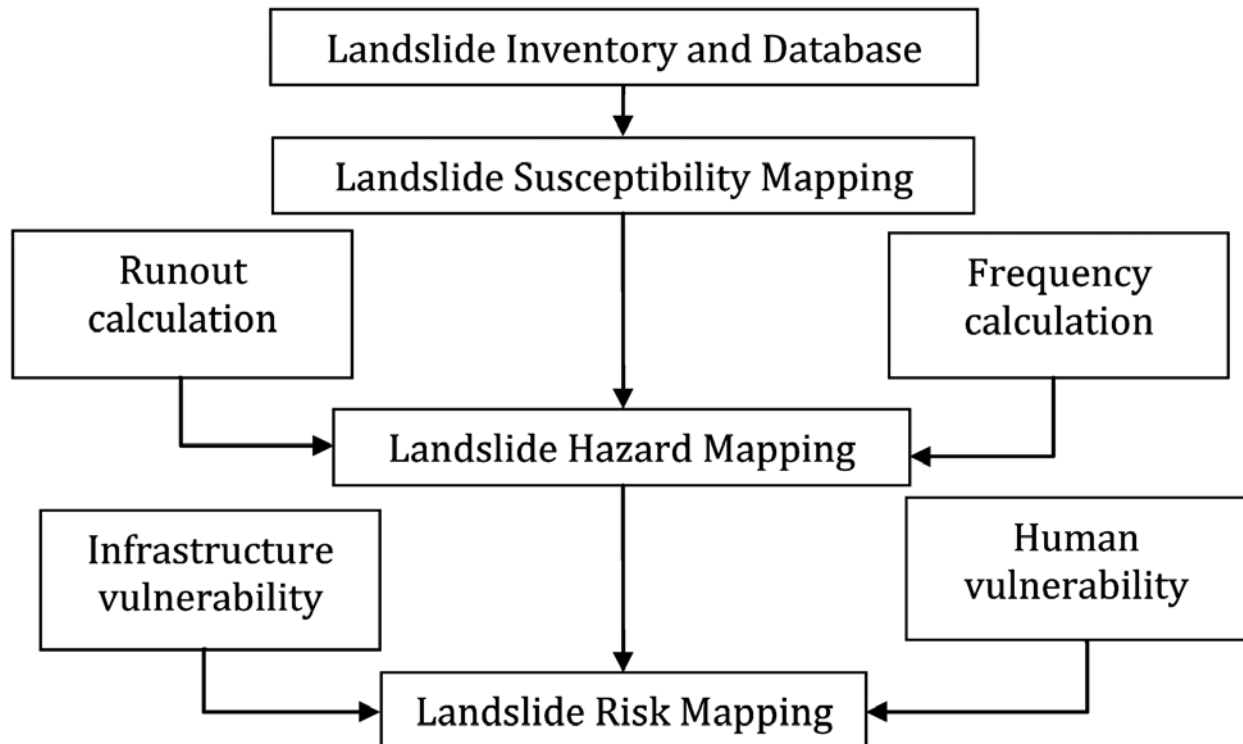 Landslide Inventory and Database
Landslide Susceptibility Mapping
Runout
calculation
Frequency
calculation
Landslide Hazard Mapping
Infrastructure
vulnerability
Human
vulnerability
Landslide Risk Mapping